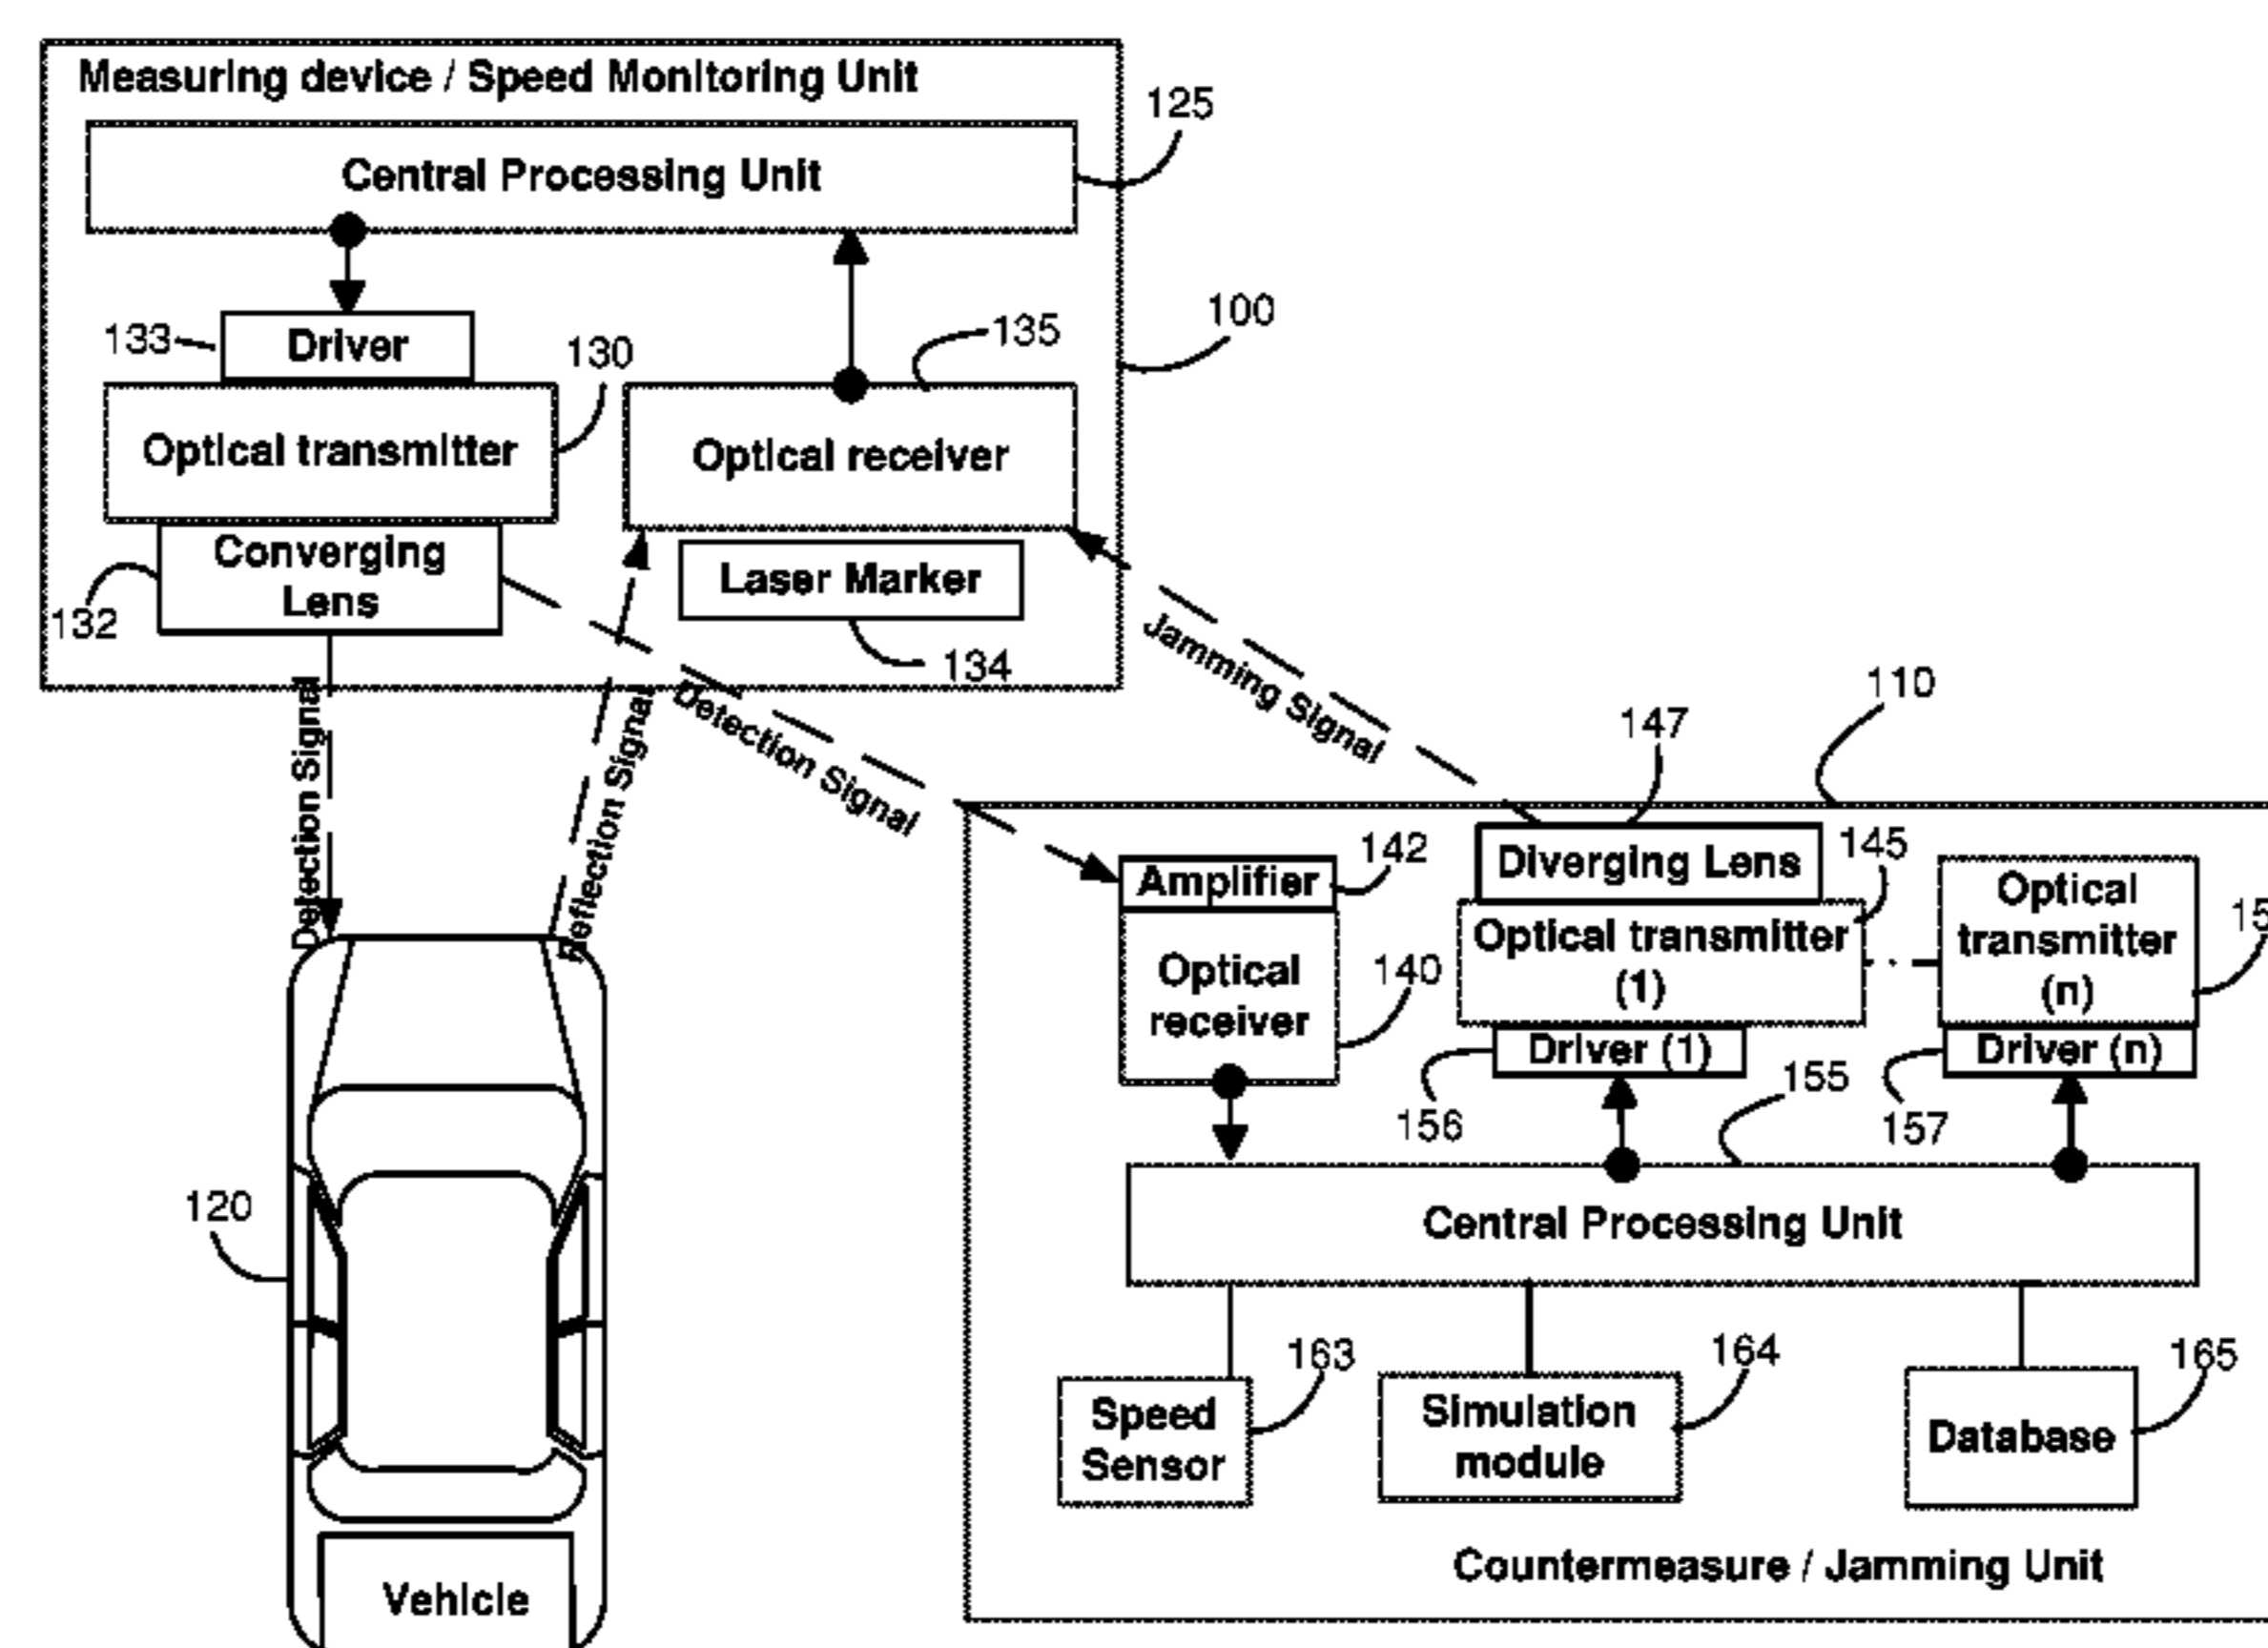 Measuring device / Speed Monitoring Unit
125
Central Processing Unit
100
133
Driver
130
135
Optical transmitter
Optical receiver
Converging
Lens
Laser Marker
132
134
Detection Signal
Reflection Signal
Detection Signal
Jamming Signal
110
147
142
145
Amplifier
Diverging Lens
Optical
transmitter
(n)
Optical
receiver
140
Optical transmitter
(1)
Driver (1)
Driver (n)
156
155
157
120
Central Processing Unit
163
164
165
Speed
Sensor
Simulation
module
Database
Countermeasure / Jamming Unit
Vehicle